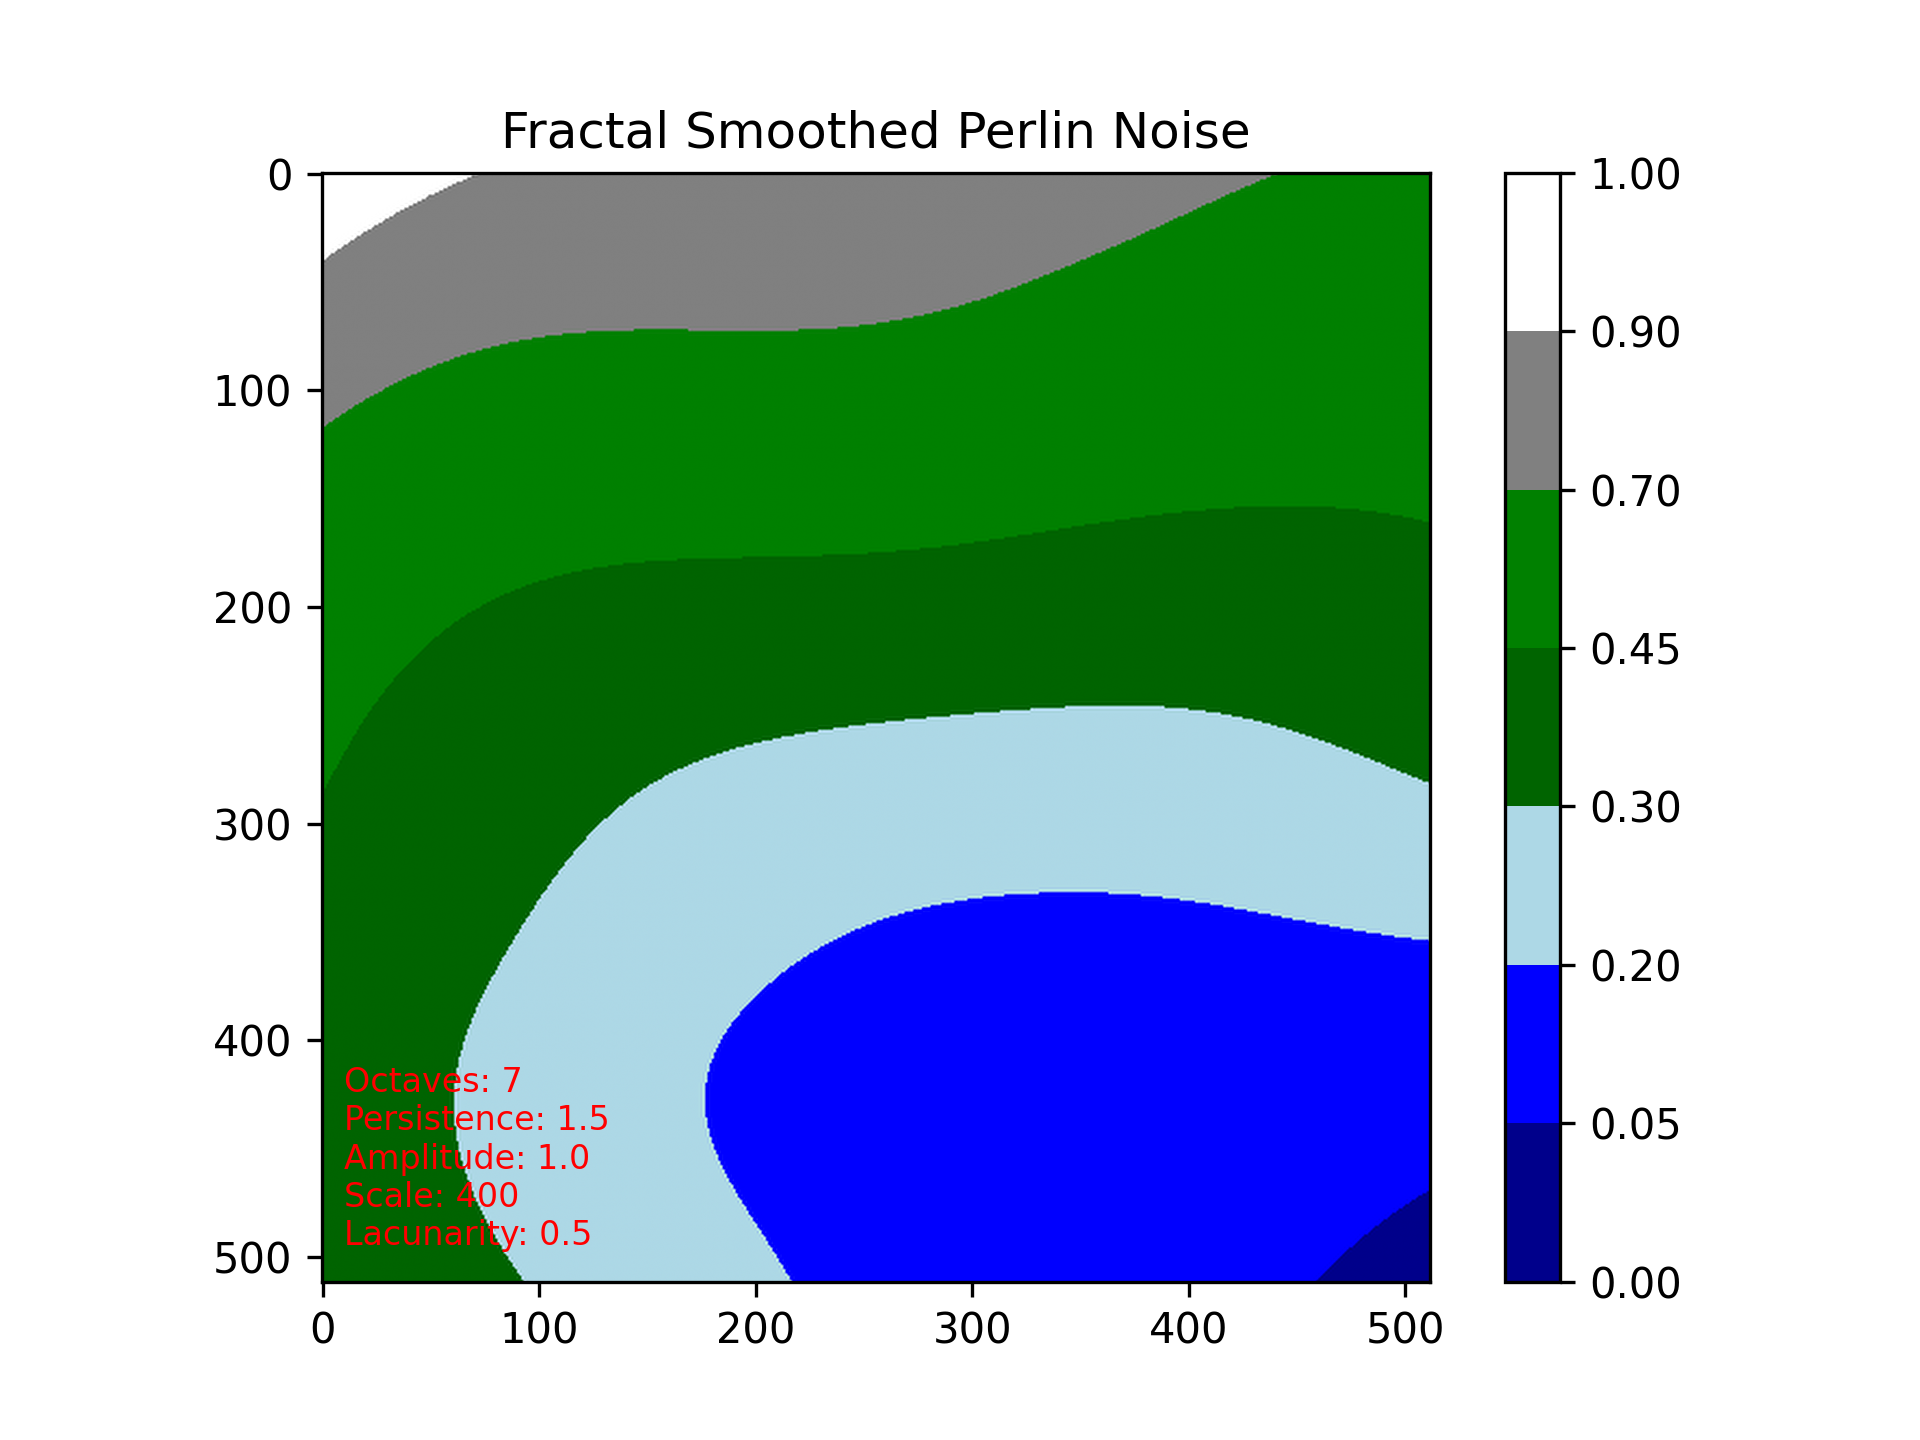 Fractal Smoothed Perlin Noise
0
100
200
300
400
500
Octaves: 7
Persistence: 1.5
Amplitude: 1.0
Scale: 400
Lacunarity: 0.5
0 100 200 300 400 500
1.00
0.90
0.70
0.45
0.30
0.20
0.05
0.00